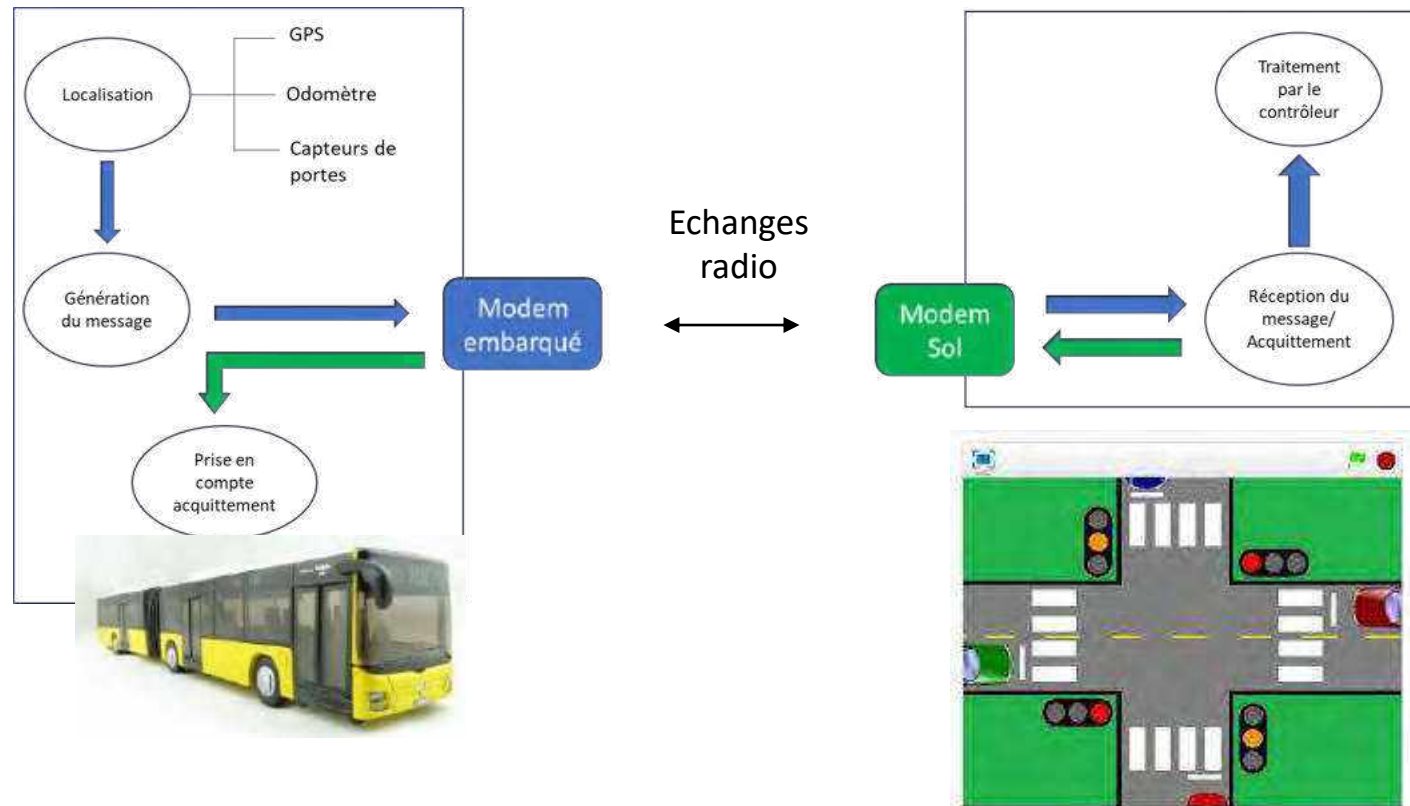 GPS
Localisation
Odomètre
Capteurs de
portes
Génération
du message
Modem
embarqué
Prise en
compte
acquittement
Echanges
radio
Traitement
par le
contrôleur
Modem
Sol
Réception du
message/
Acquittement